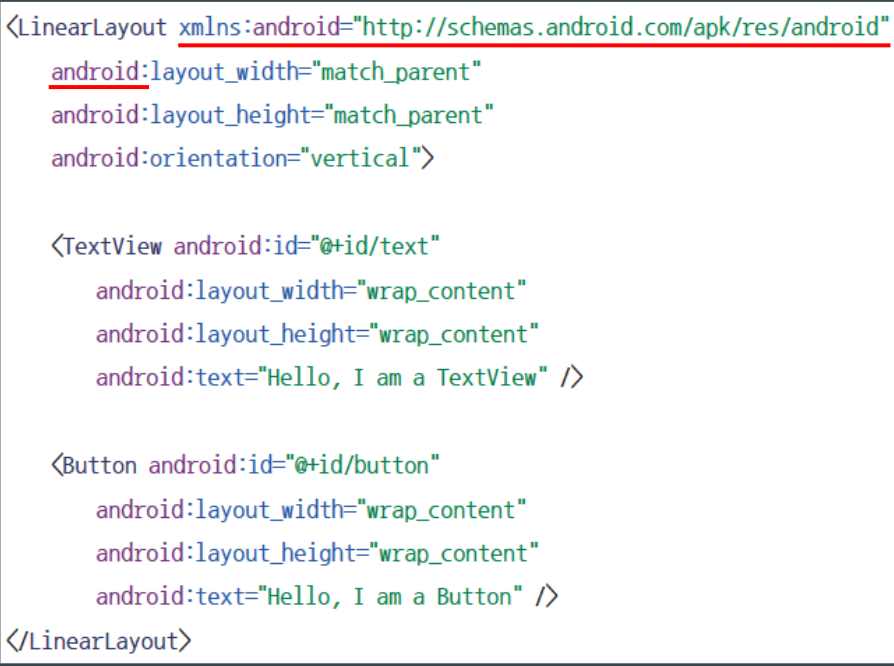 <LinearLayout xmlns:android="http://schemas.android.com/apk/res/android"
android:layout_width="match_parent"
android:layout_height="match_parent"
android:orientation="vertical">
<TextView android:id="@+id/text"
android:layout_width="wrap_content"
android:layout_height="wrap_content"
android:text="Hello, I am a TextView" />
<Button android:id="@+id/button"
android:layout_width="wrap_content"
android:layout_height="wrap_content"
android:text="Hello, I am a Button" />
</LinearLayout>